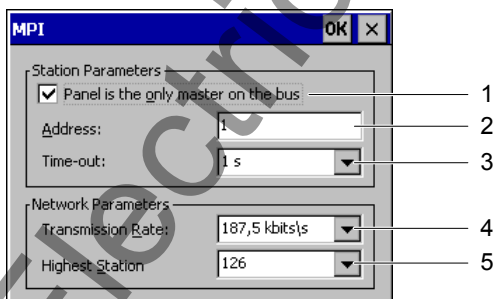 MPI OK ×
Station Parameters
Panel is the only master on the bus 1
Address: 1 2
Time-out: 1 s 3
Network Parameters
Transmission Rate: 187,5 kbits\s 4
Highest Station 126 5
Electric